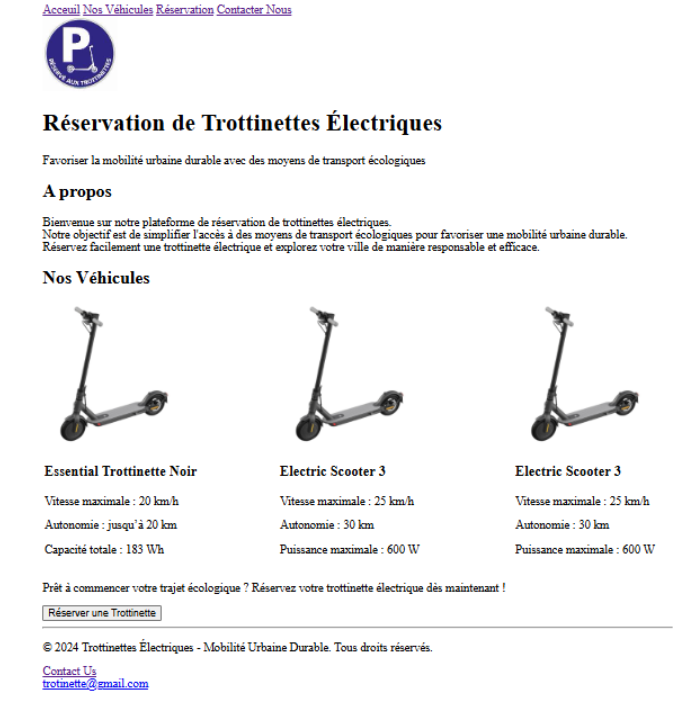 Acceuil Nos Véhicules Réservation Contacter Nous
P
RÉSERVÉ AUX TROTTINETTES
Réservation de Trottinettes Électriques
Favoriser la mobilité urbaine durable avec des moyens de transport écologiques
A propos
Bienvenue sur notre plateforme de réservation de trottinettes électriques.
Notre objectif est de simplifier l'accès à des moyens de transport écologiques pour favoriser une mobilité urbaine durable.
Réservez facilement une trottinette électrique et explorez votre ville de manière responsable et efficace.
Nos Véhicules
Essential Trottinette Noir
Vitesse maximale : 20 km/h
Autonomie : jusqu’à 20 km
Capacité totale : 183 Wh
Electric Scooter 3
Vitesse maximale : 25 km/h
Autonomie : 30 km
Puissance maximale : 600 W
Electric Scooter 3
Vitesse maximale : 25 km/h
Autonomie : 30 km
Puissance maximale : 600 W
Prêt à commencer votre trajet écologique ? Réservez votre trottinette électrique dès maintenant !
Réserver une Trottinette
© 2024 Trottinettes Électriques - Mobilité Urbaine Durable. Tous droits réservés.
Contact Us
trotinette@gmail.com